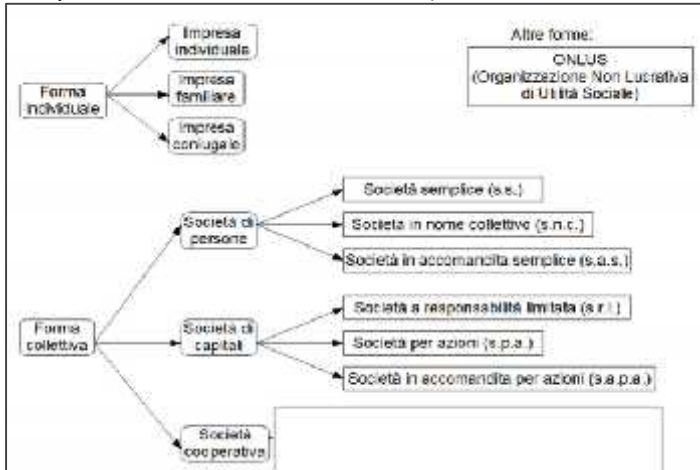 Impresa
individuale
Forma
individuale
Impresa
familiare
Impresa
coniugale
Altre forme:
ONLUS
(Organizzazione Non Lucrativa
di Utilità Sociale)
Forma
collettiva
Società di
persone
Società semplice (s.s.)
Società in nome collettivo (s.n.c.)
Società in accomandita semplice (s.a.s.)
Società di
capitali
Società a responsabilità limitata (s.r.l.)
Società per azioni (s.p.a.)
Società in accomandita per azioni (s.a.p.a.)
Società
cooperativa